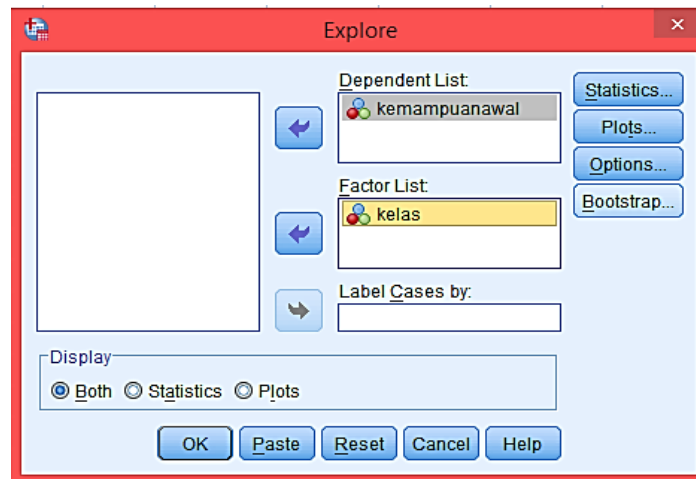 Explore
Dependent List:
kemampuanawal
Factor List:
kelas
Label Cases by:
Statistics...
Plots...
Options...
Bootstrap...
Display
Both Statistics Plots
OK Paste Reset Cancel Help